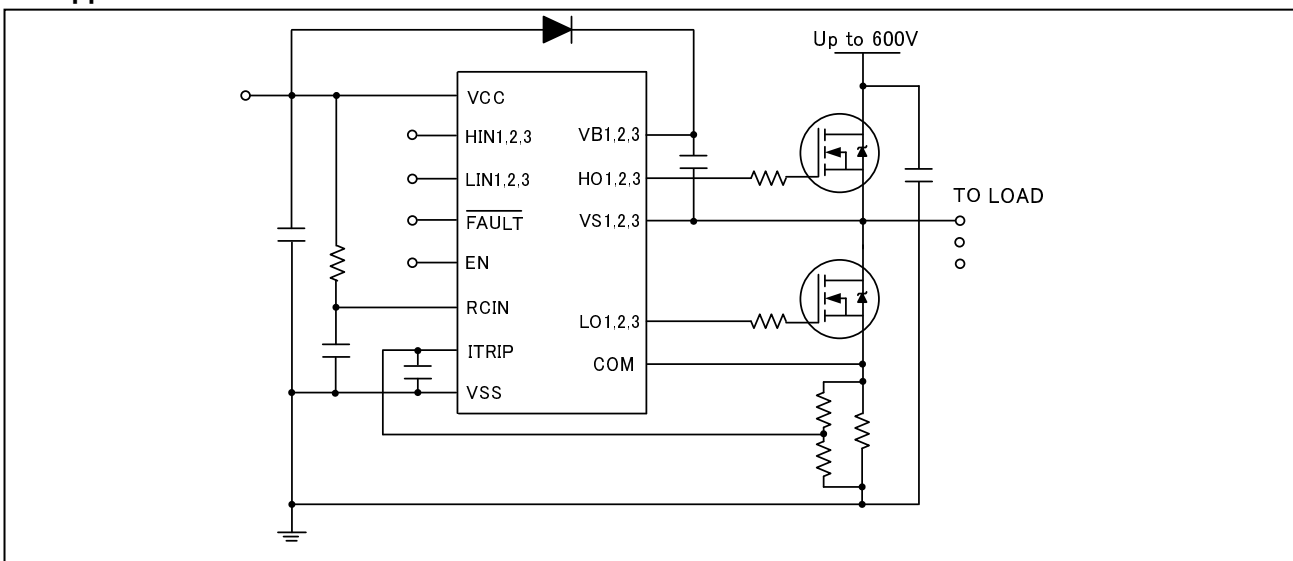 Up to 600V
VCC
HIN1,2,3
LIN1,2,3
FAULT
EN
RCIN
ITRIP
VSS
VB1,2,3
HO1,2,3
VS1,2,3
LO1,2,3
COM
TO LOAD